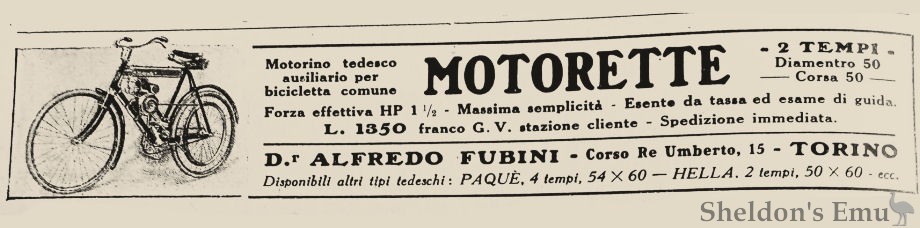 Motorino tedesco
ausiliario per
bicicletta comune
MOTORETTE
- 2 TEMPI -
Diamentro 50
Corsa 50
Forza effettiva HP 1 1/2 - Massima semplicità - Esente da tassa ed esame di guida.
L. 1350 franco G. V. stazione cliente - Spedizione immediata.
D.r ALFREDO FUBINI - Corso Re Umberto, 15 - TORINO
Disponibili altri tipi tedeschi: PAQUÈ, 4 tempi, 54 × 60 — HELLA. 2 tempi, 50 × 60 - ecc.
Sheldon's Emu